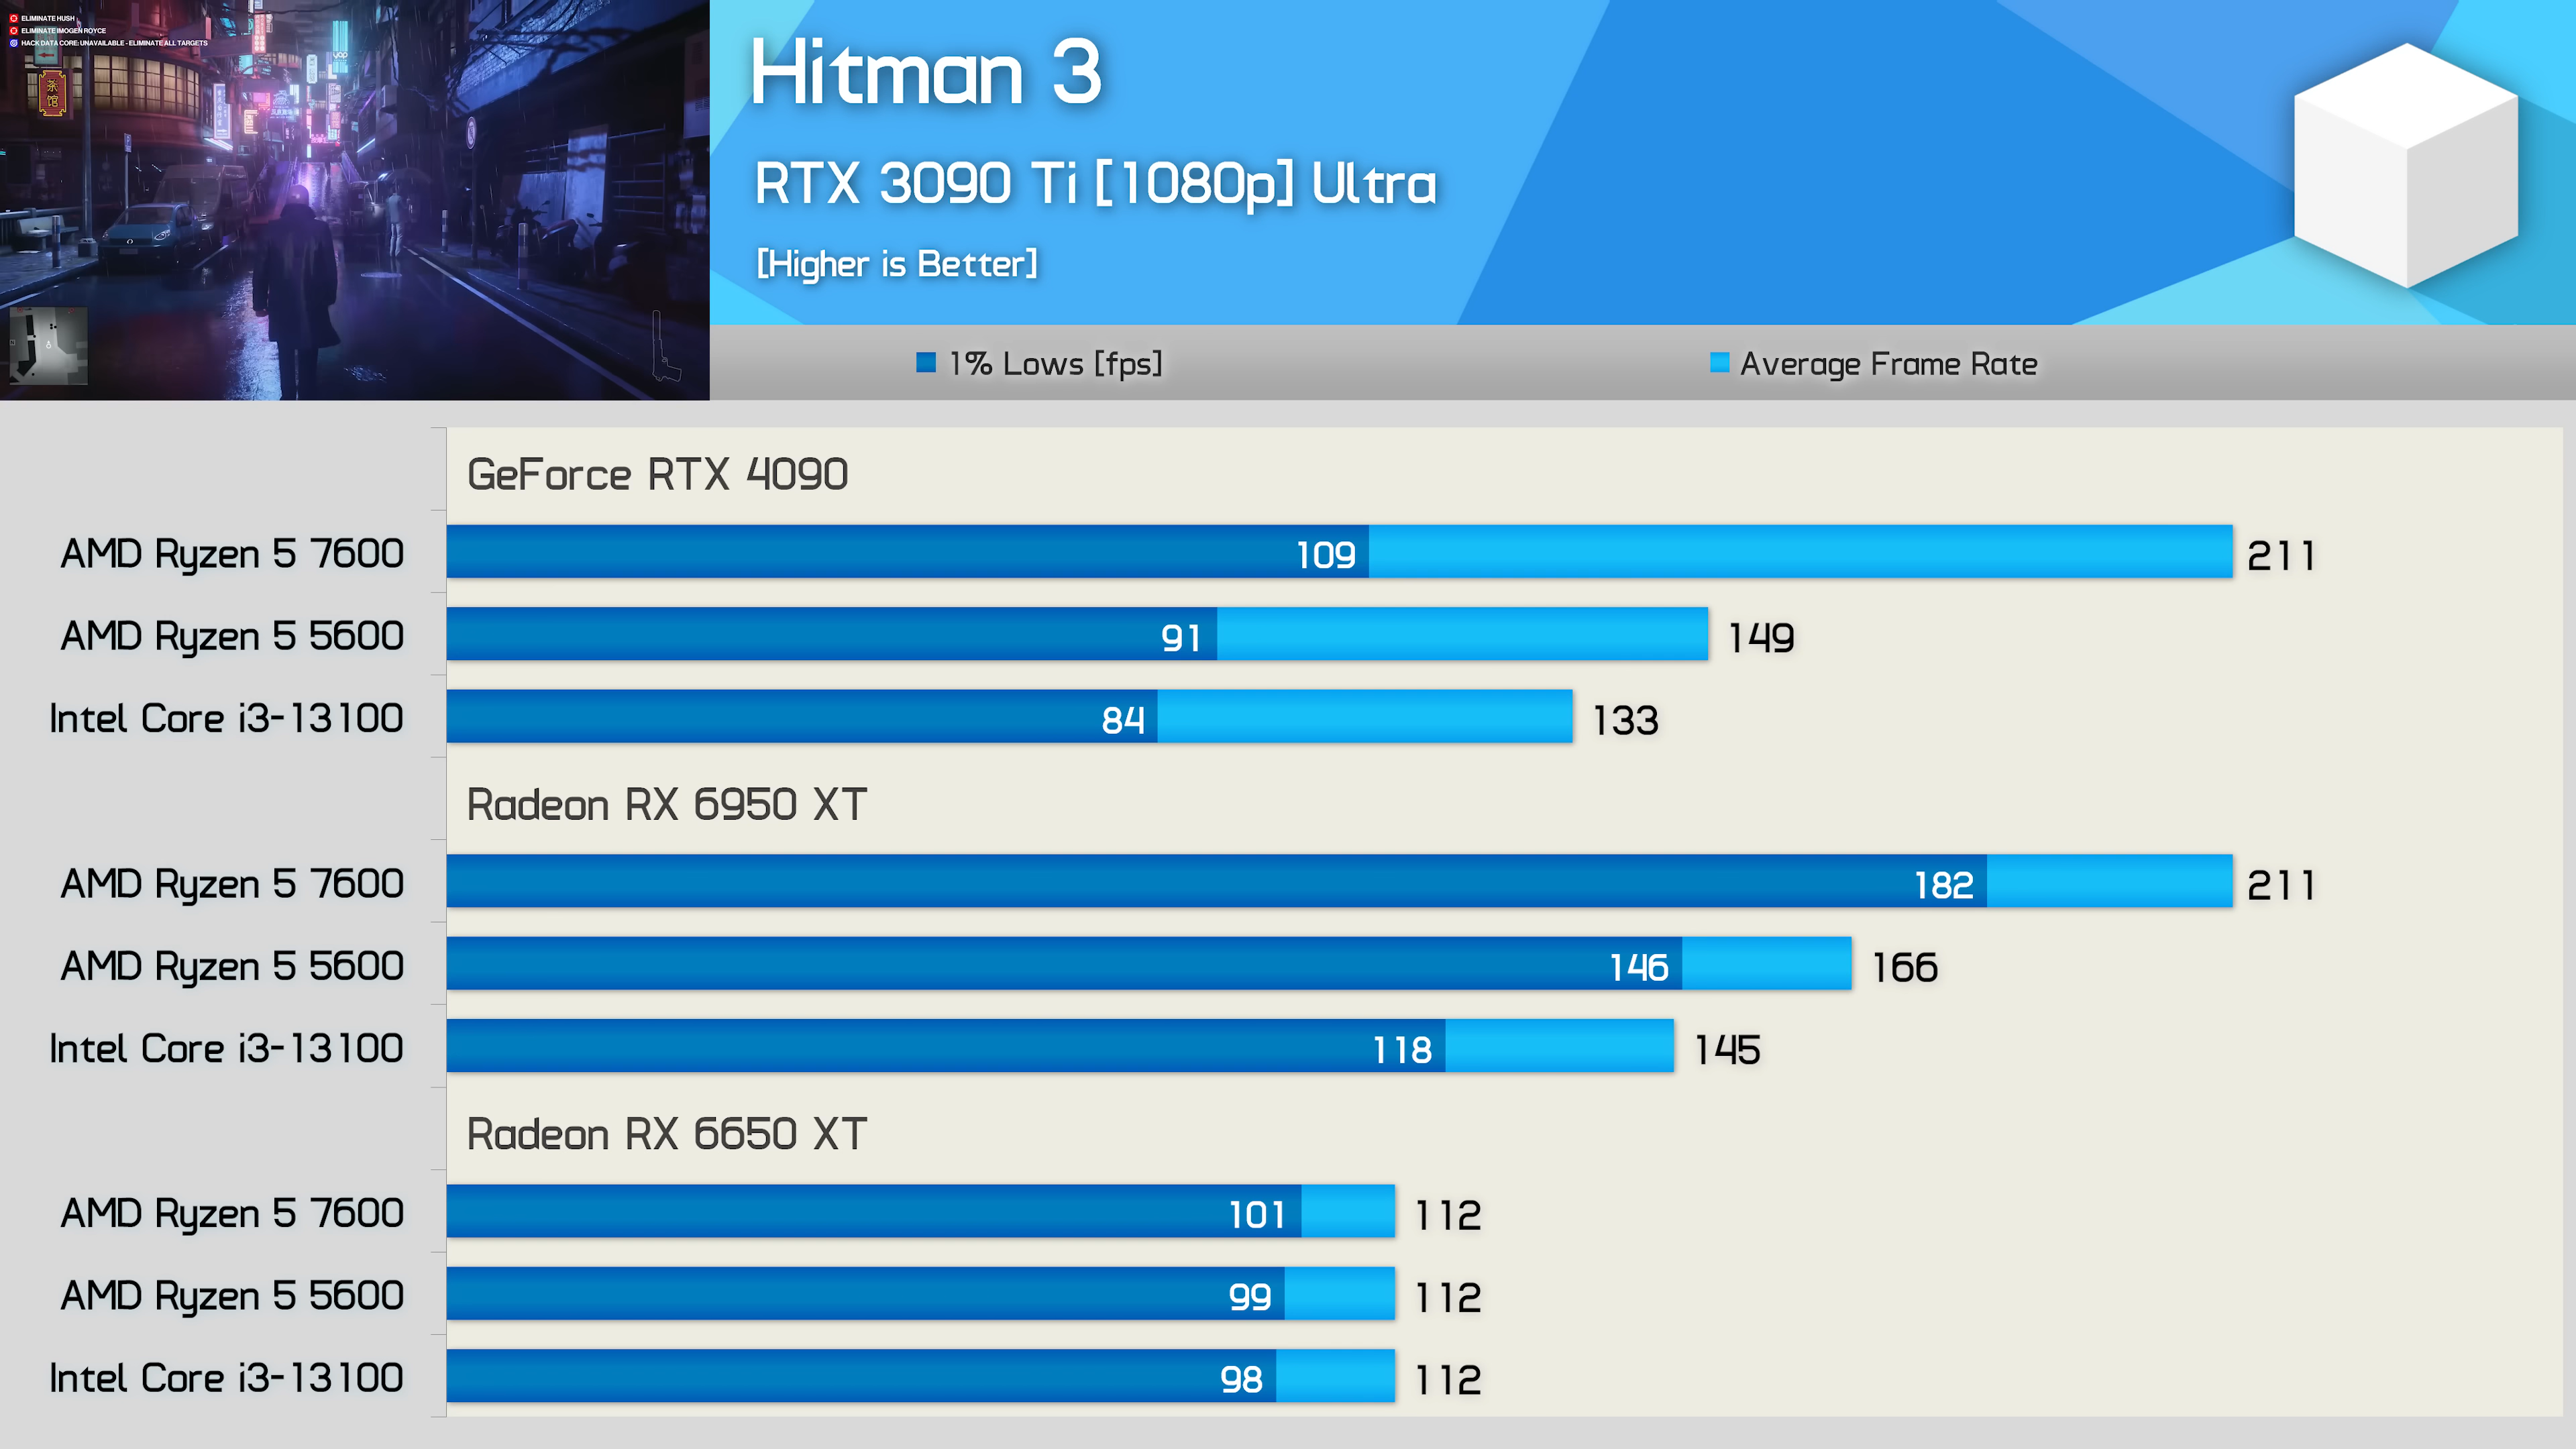 ELIMINATE HUSH
ELIMINATE IMOGEN ROYCE
HACK DATA CORE: UNAVAILABLE - ELIMINATE ALL TARGETS
yop
茶
馆
Hitman 3
RTX 3090 Ti [1080p] Ultra
[Higher is Better]
1% Lows [fps] Average Frame Rate
GeForce RTX 4090
AMD Ryzen 5 7600 109 211
AMD Ryzen 5 5600 91 149
Intel Core i3-13100 84 133
Radeon RX 6950 XT
AMD Ryzen 5 7600 182 211
AMD Ryzen 5 5600 146 166
Intel Core i3-13100 118 145
Radeon RX 6650 XT
AMD Ryzen 5 7600 101 112
AMD Ryzen 5 5600 99 112
Intel Core i3-13100 98 112